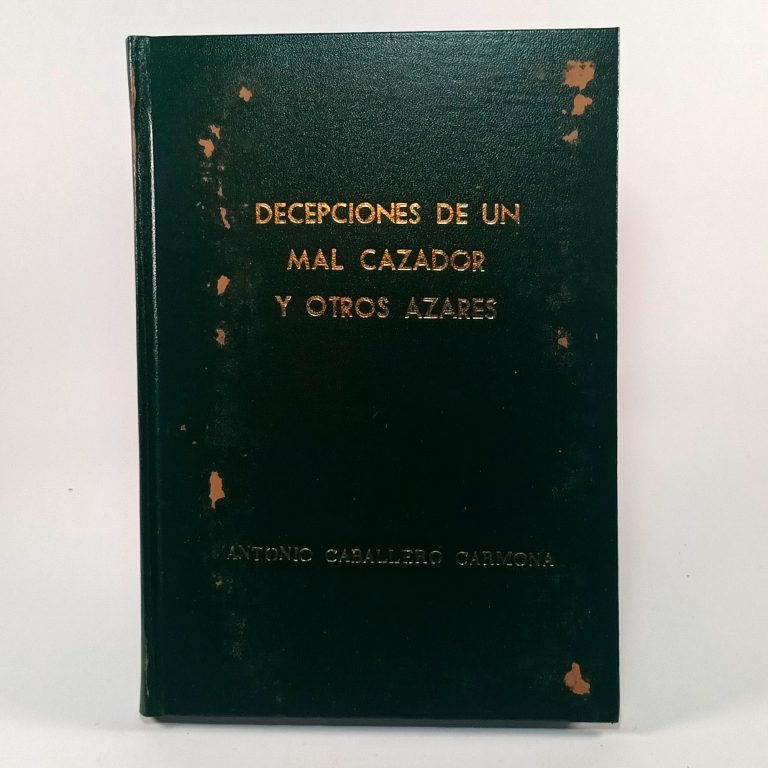 DECEPCIONES DE UN
MAL CAZADOR
Y OTROS AZARES
ANTONIO CABALLERO CARMONA